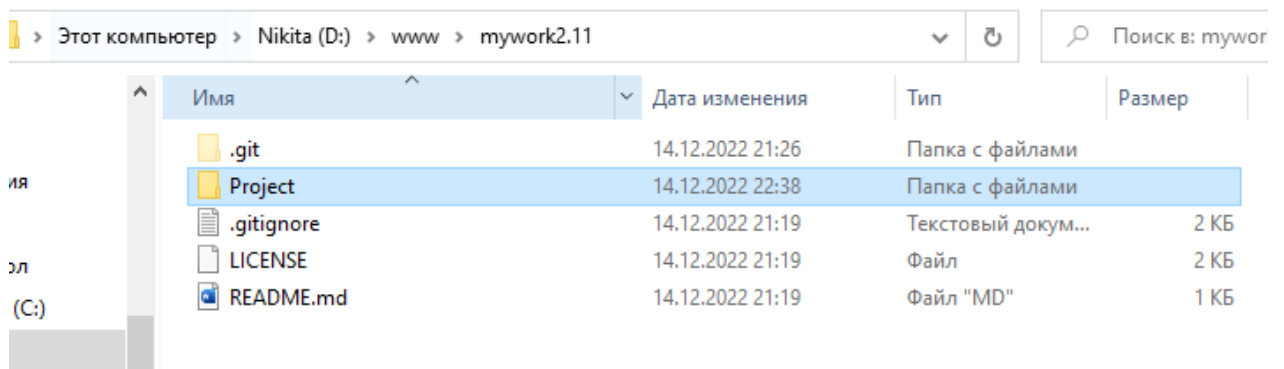 Этот компьютер > Nikita (D:) > www > mywork2.11 Поиск в: mywor
Имя Дата изменения Тип Размер
.git 14.12.2022 21:26 Папка с файлами
ия Project 14.12.2022 22:38 Папка с файлами
.gitignore 14.12.2022 21:19 Текстовый докум... 2 КБ
ол LICENSE 14.12.2022 21:19 Файл 2 КБ
(C:) README.md 14.12.2022 21:19 Файл "MD" 1 КБ